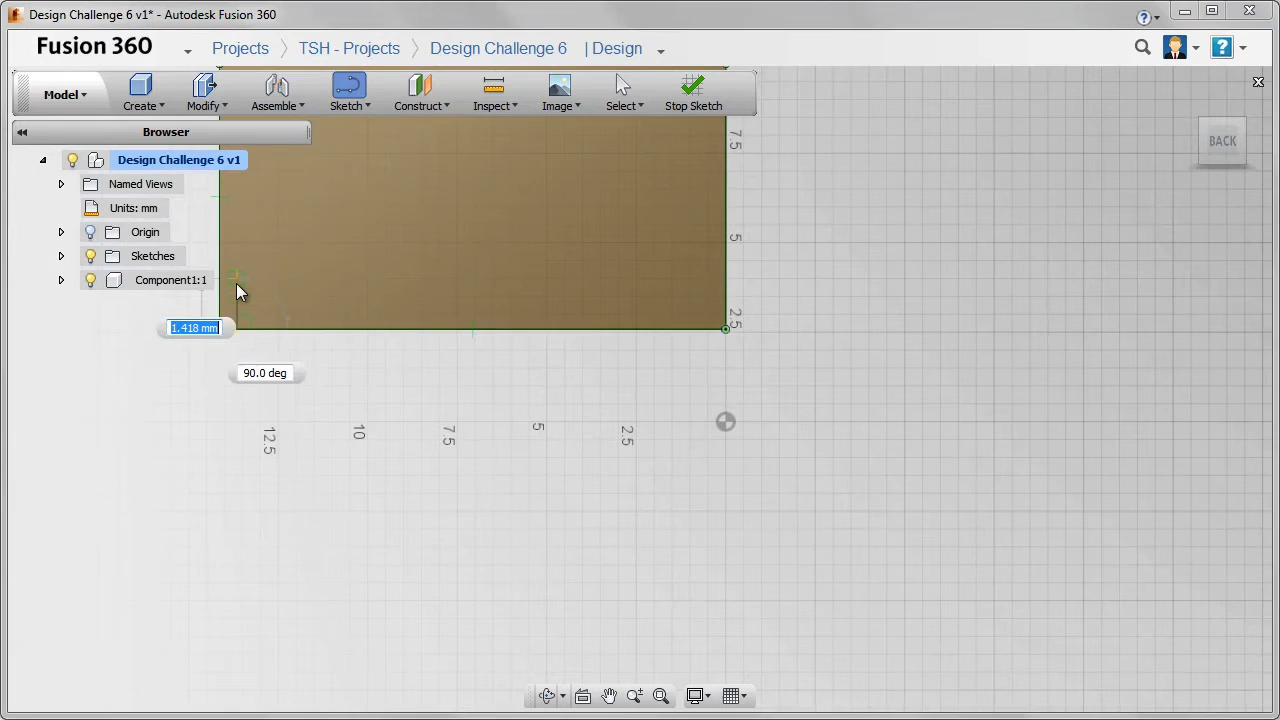 Design Challenge 6 v1* - Autodesk Fusion 360
Fusion 360
Projects
TSH - Projects
Design Challenge 6
| Design
Model
Create
Modify
Assemble
Sketch
Construct
Inspect
Image
Select
Stop Sketch
Browser
Design Challenge 6 v1
Named Views
Units: mm
Origin
Sketches
Component1:1
BACK
7.5
5
2.5
1.418 mm
90.0 deg
12.5
10
7.5
5
2.5